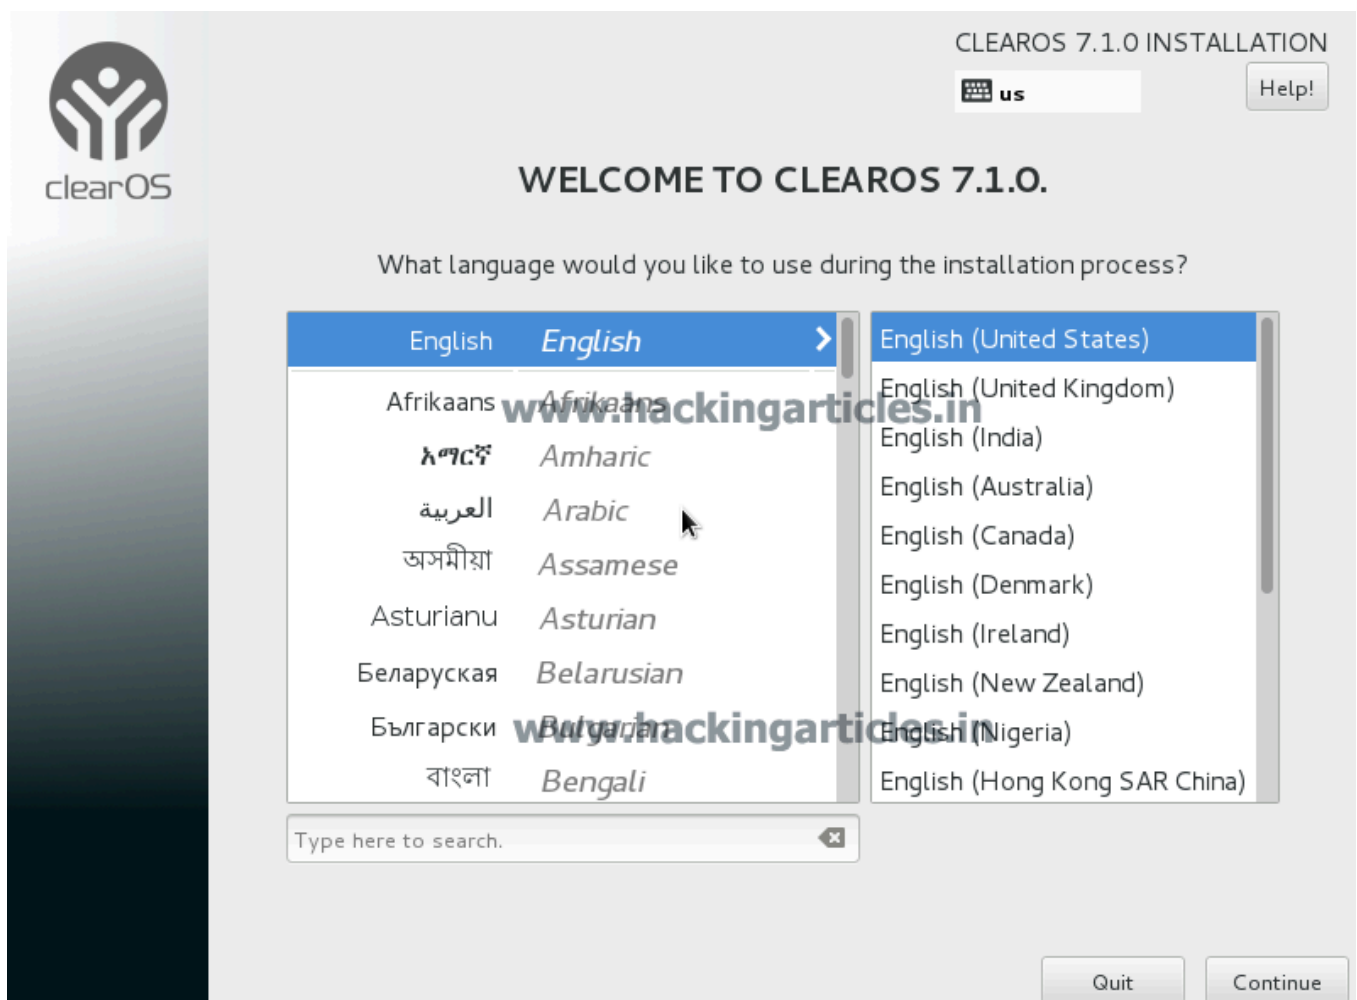 CLEAROS 7.1.0 INSTALLATION
us
Help!
clearOS
WELCOME TO CLEAROS 7.1.0.
What language would you like to use during the installation process?
English English
Afrikaans Afrikaans
አማርኛ Amharic
العربية Arabic
অসমীয়া Assamese
Asturianu Asturian
Беларуская Belarusian
Български Bulgarian
বাংলা Bengali
English (United States)
English (United Kingdom)
English (India)
English (Australia)
English (Canada)
English (Denmark)
English (Ireland)
English (New Zealand)
English (Nigeria)
English (Hong Kong SAR China)
www.hackingarticles.in
www.hackingarticles.in
Type here to search.
Quit
Continue